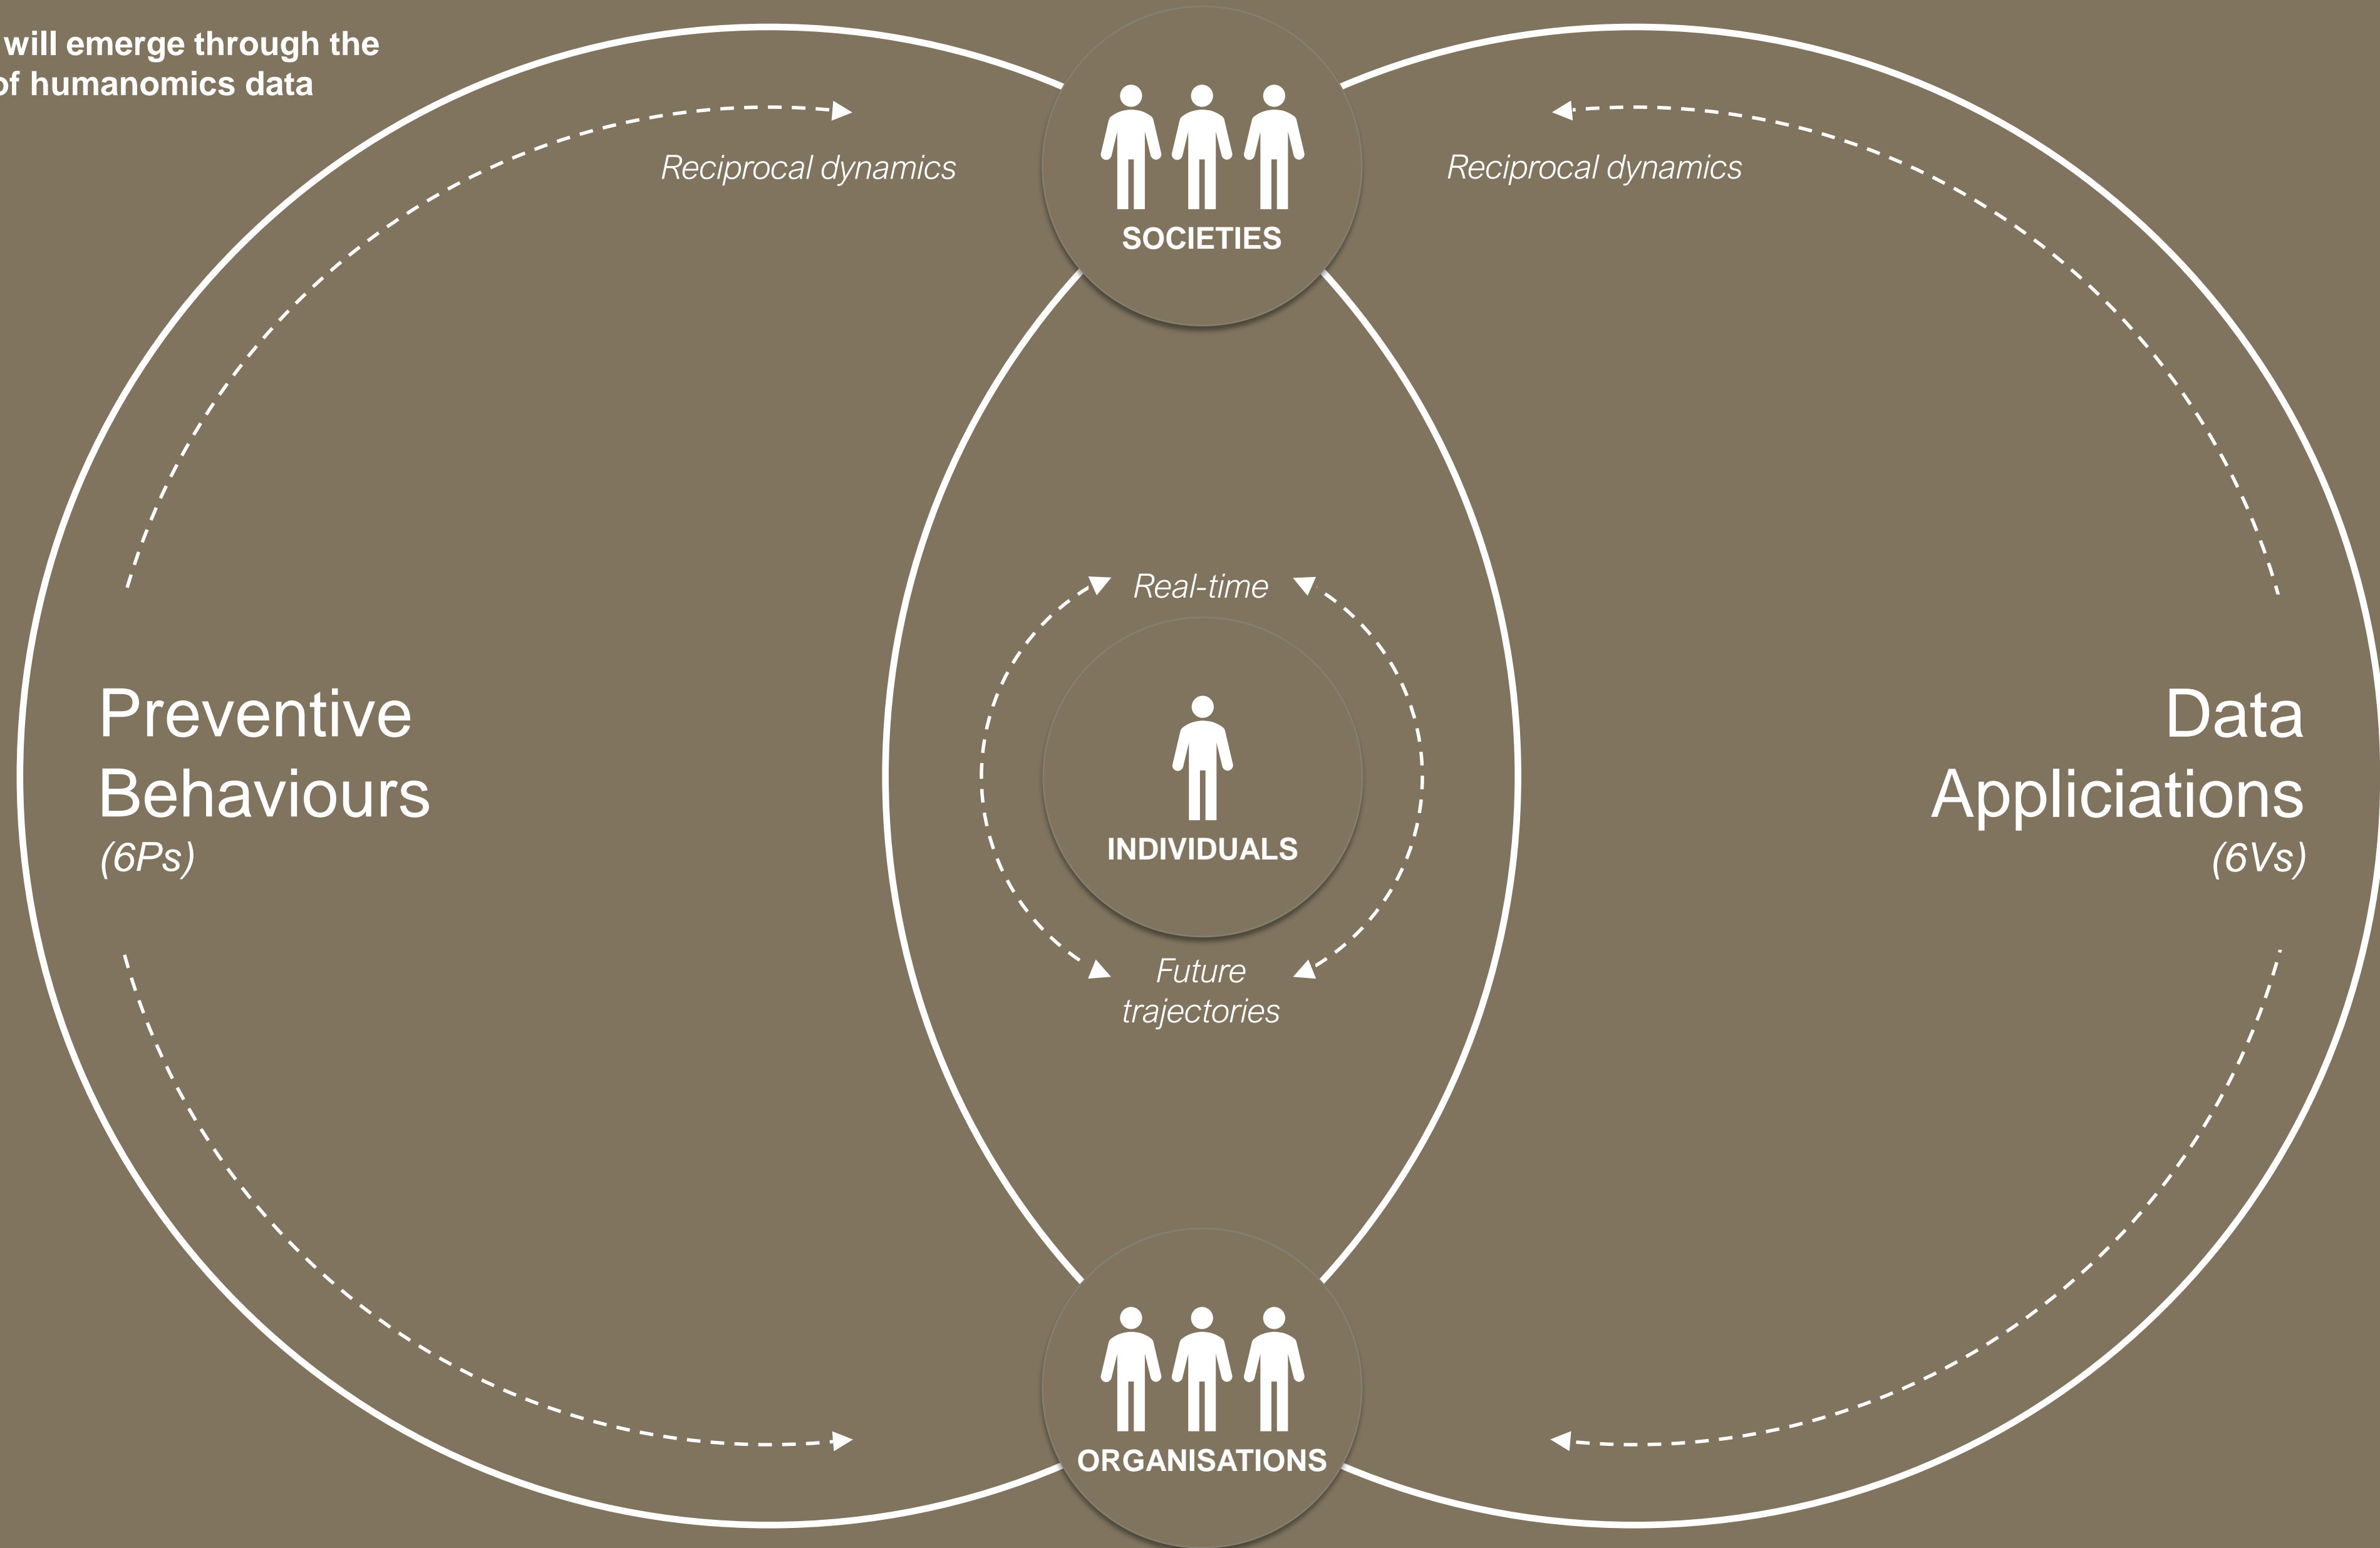 will emerge through the
of humanomics data
Reciprocal dynamics
Reciprocal dynamics
SOCIETIES
Real-time
Preventive
Behaviours
(6Ps)
INDIVIDUALS
Data
Appliciations
(6Vs)
Future
trajectories
ORGANISATIONS